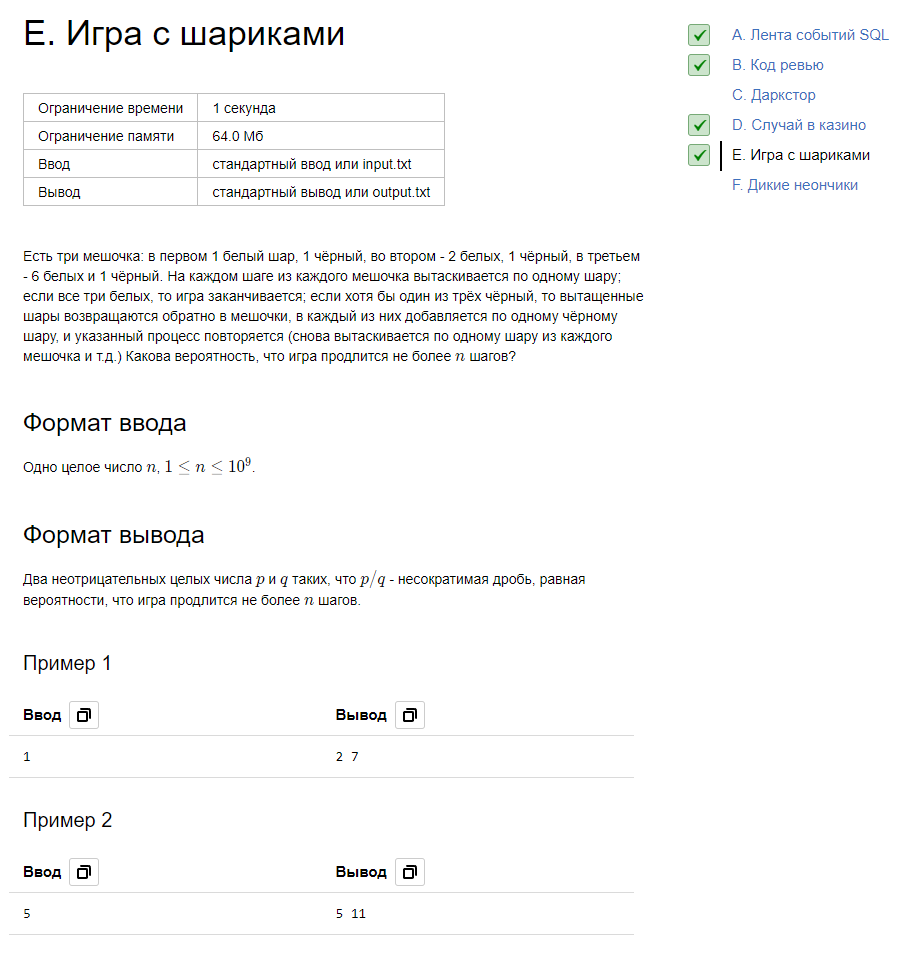 E. Игра с шариками
Ограничение времени 1 секунда
Ограничение памяти 64.0 Мб
Ввод стандартный ввод или input.txt
Вывод стандартный вывод или output.txt
Есть три мешочка: в первом 1 белый шар, 1 чёрный, во втором - 2 белых, 1 чёрный, в третьем
- 6 белых и 1 чёрный. На каждом шаге из каждого мешочка вытаскивается по одному шару;
если все три белых, то игра заканчивается; если хотя бы один из трёх чёрный, то вытащенные
шары возвращаются обратно в мешочки, в каждый из них добавляется по одному чёрному
шару, и указанный процесс повторяется (снова вытаскивается по одному шару из каждого
мешочка и т.д.) Какова вероятность, что игра продлится не более n шагов?
Формат ввода
Одно целое число n, 1 ≤ n ≤ 10⁹.
Формат вывода
Два неотрицательных целых числа p и q таких, что p/q - несократимая дробь, равная
вероятности, что игра продлится не более n шагов.
Пример 1
Ввод Вывод
1 2 7
Пример 2
Ввод Вывод
5 5 11
A. Лента событий SQL
B. Код ревью
C. Даркстор
D. Случай в казино
E. Игра с шариками
F. Дикие неончики